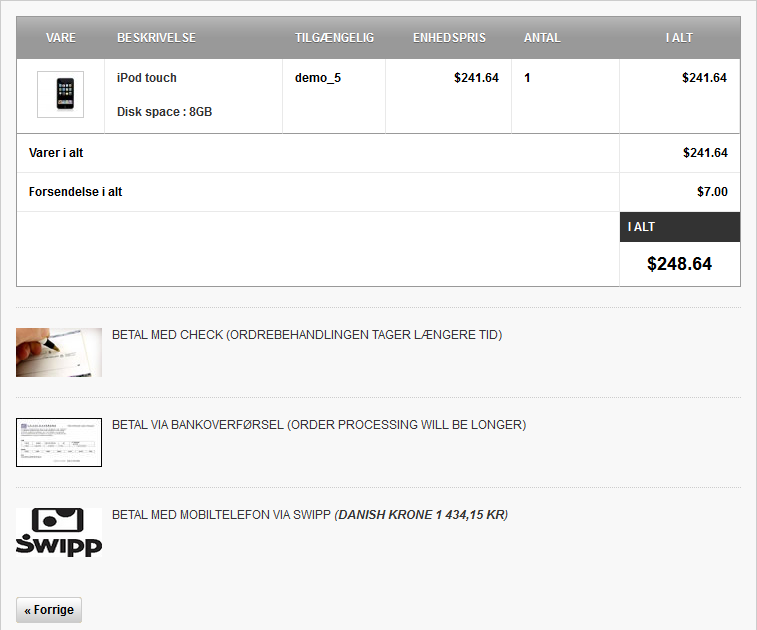 VARE BESKRIVELSE TILGÆNGELIG ENHEDSPRIS ANTAL I ALT
iPod touch demo_5 $241.64 1 $241.64
Disk space : 8GB
Varer i alt $241.64
Forsendelse i alt $7.00
I ALT
$248.64
BETAL MED CHECK (ORDREBEHANDLINGEN TAGER LÆNGERE TID)
BETAL VIA BANKOVERFØRSEL (ORDER PROCESSING WILL BE LONGER)
BETAL MED MOBILTELEFON VIA SWIPP (DANISH KRONE 1 434,15 KR)
swipp
« Forrige